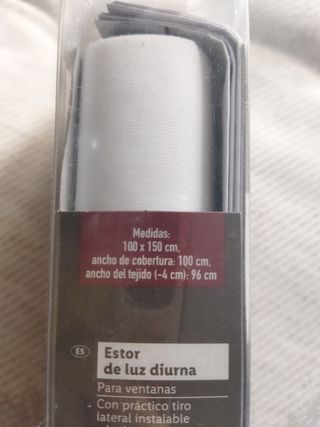 Medidas:
100 x 150 cm,
ancho de cobertura: 100 cm,
ancho del tejido (-4 cm): 96 cm
ES
Estor
de luz diurna
Para ventanas
- Con práctico tiro
lateral instalable